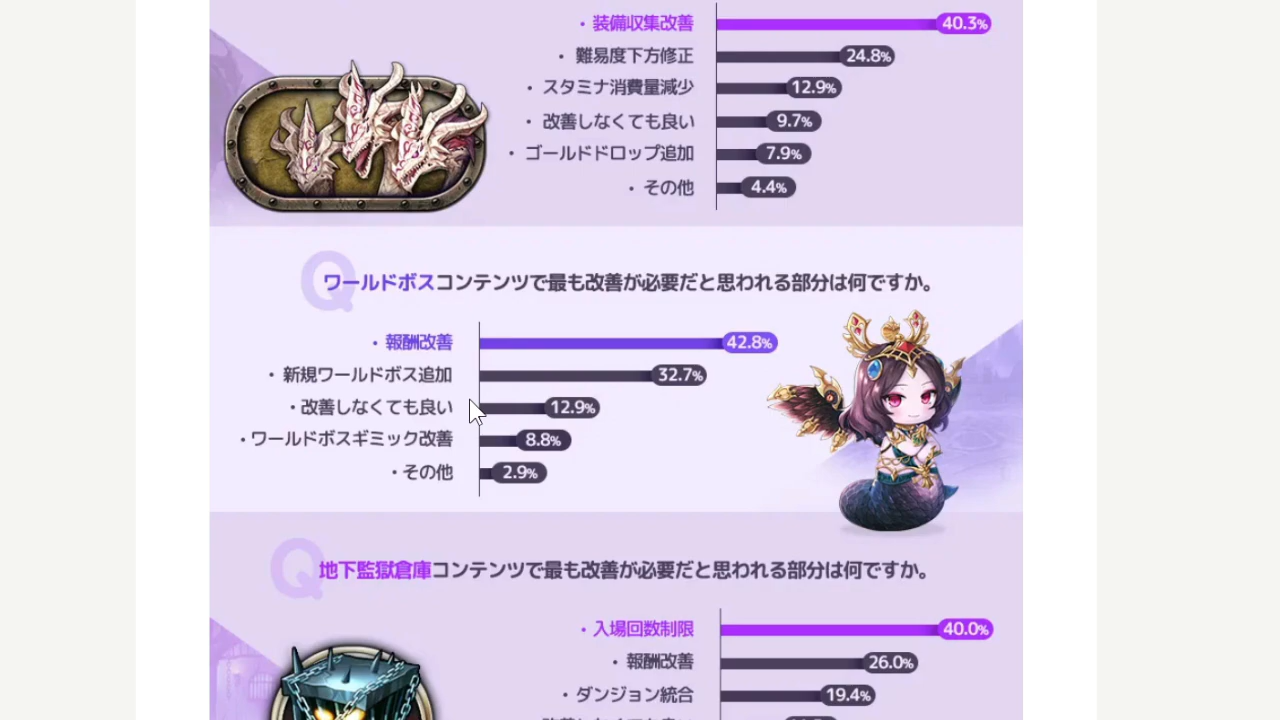 ・装備収集改善 40.3%
・難易度下方修正 24.8%
・スタミナ消費量減少 12.9%
・改善しなくても良い 9.7%
・ゴールドドロップ追加 7.9%
・その他 4.4%
Q
ワールドボスコンテンツで最も改善が必要だと思われる部分は何ですか。
・報酬改善 42.8%
・新規ワールドボス追加 32.7%
・改善しなくても良い 12.9%
・ワールドボスギミック改善 8.8%
・その他 2.9%
Q
地下監獄倉庫コンテンツで最も改善が必要だと思われる部分は何ですか。
・入場回数制限 40.0%
・報酬改善 26.0%
・ダンジョン統合 19.4%